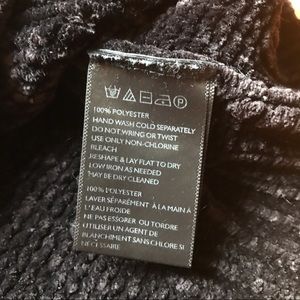 100% POLYESTER
HAND WASH COLD SEPARATELY
DO NOT WRING OR TWIST
USE ONLY NON-CHLORINE
BLEACH
RESHAPE & LAY FLAT TO DRY
LOW IRON AS NEEDED
MAY BE DRY CLEANED
100% POLYESTER
LAVER SÉPARÉMENT À LA MAIN À
L'EAU FROIDE
NE PAS ESSORER OU TORDRE
UTILISER UN AGENT DE
BLANCHIMENT SANS CHLORE SI
NÉCESSAIRE